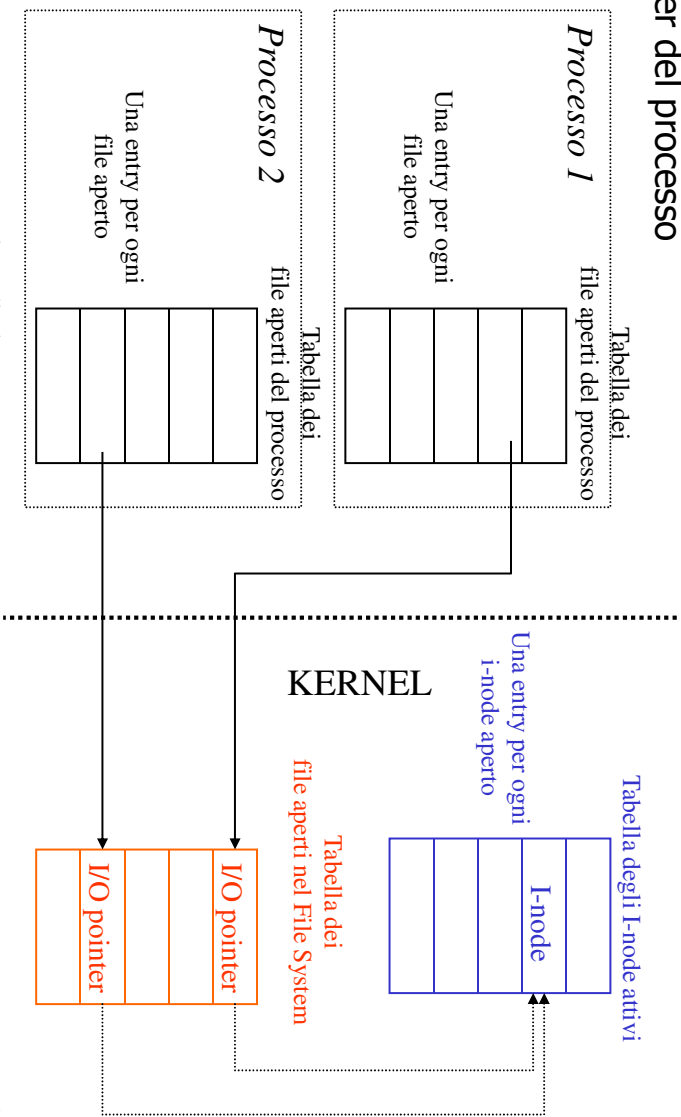 er del processo
Processo 1
Tabella dei
file aperti del processo
Una entry per ogni
file aperto
Processo 2
Tabella dei
file aperti del processo
Una entry per ogni
file aperto
KERNEL
Tabella degli I-node attivi
Una entry per ogni
i-node aperto
I-node
Tabella dei
file aperti nel File System
I/O pointer
I/O pointer